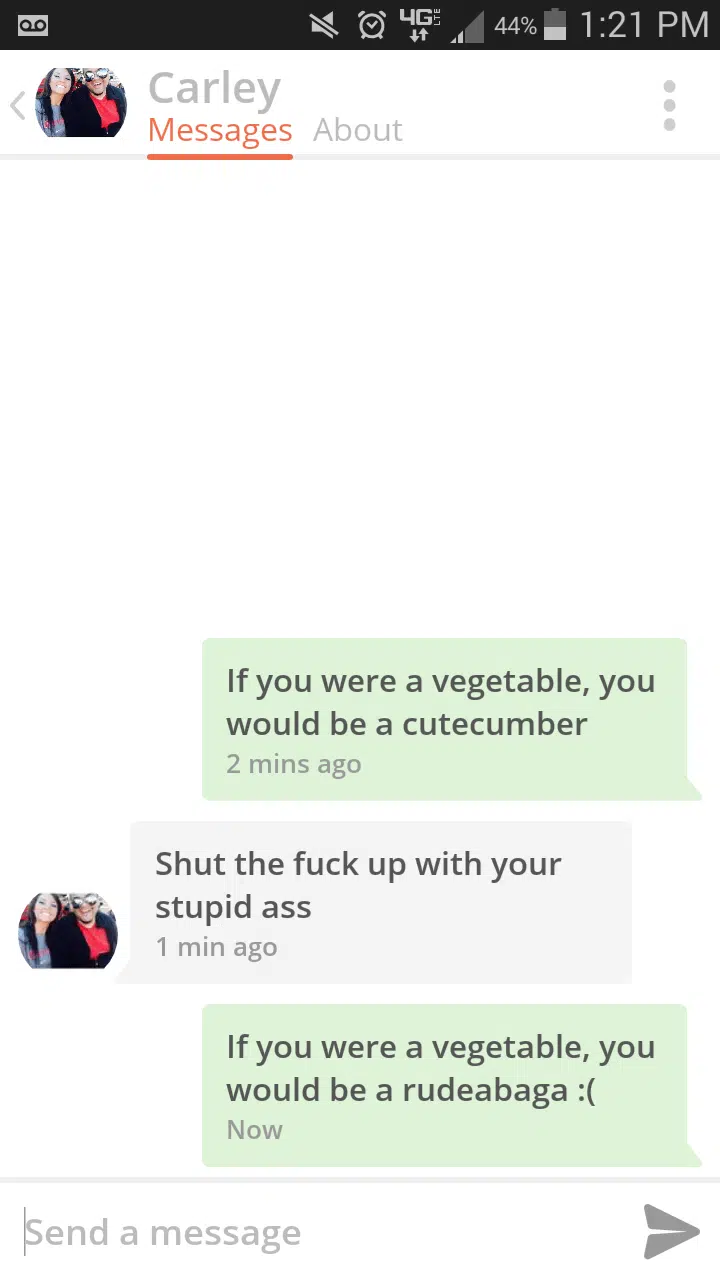 4G LTE 44% 1:21 PM
Carley
Messages About
If you were a vegetable, you
would be a cutecumber
2 mins ago
Shut the fuck up with your
stupid ass
1 min ago
If you were a vegetable, you
would be a rudeabaga :(
Now
Send a message